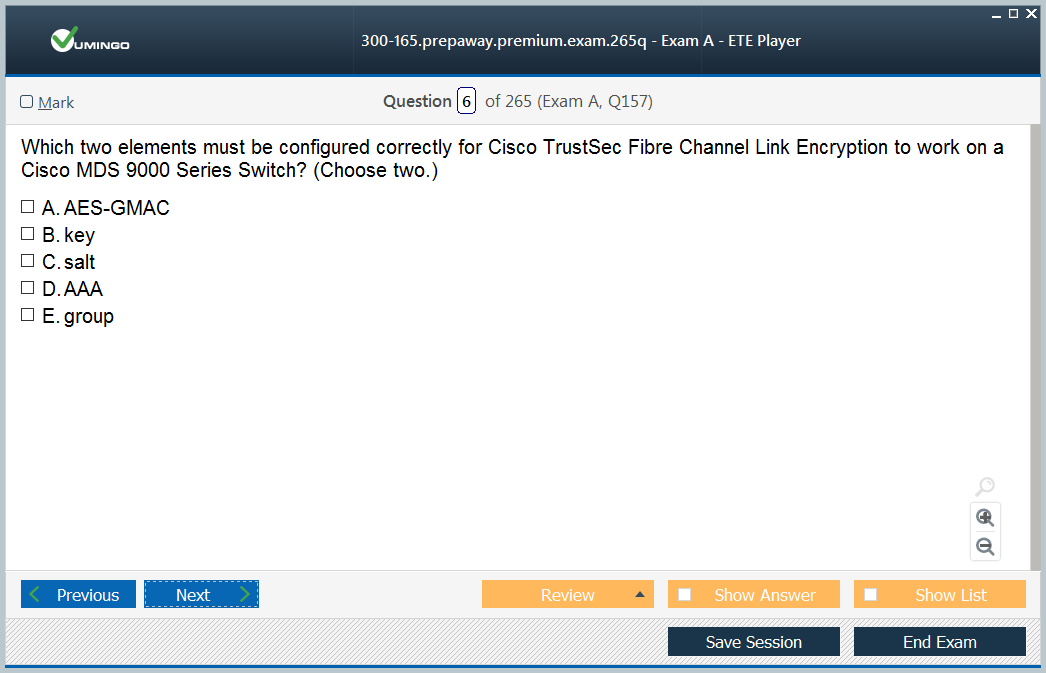 VUMINGO
300-165.prepaway.premium.exam.265q - Exam A - ETE Player
Mark
Question 6 of 265 (Exam A, Q157)
Which two elements must be configured correctly for Cisco TrustSec Fibre Channel Link Encryption to work on a
Cisco MDS 9000 Series Switch? (Choose two.)
A. AES-GMAC
B. key
C. salt
D. AAA
E. group
Previous
Next
Review
Show Answer
Show List
Save Session
End Exam